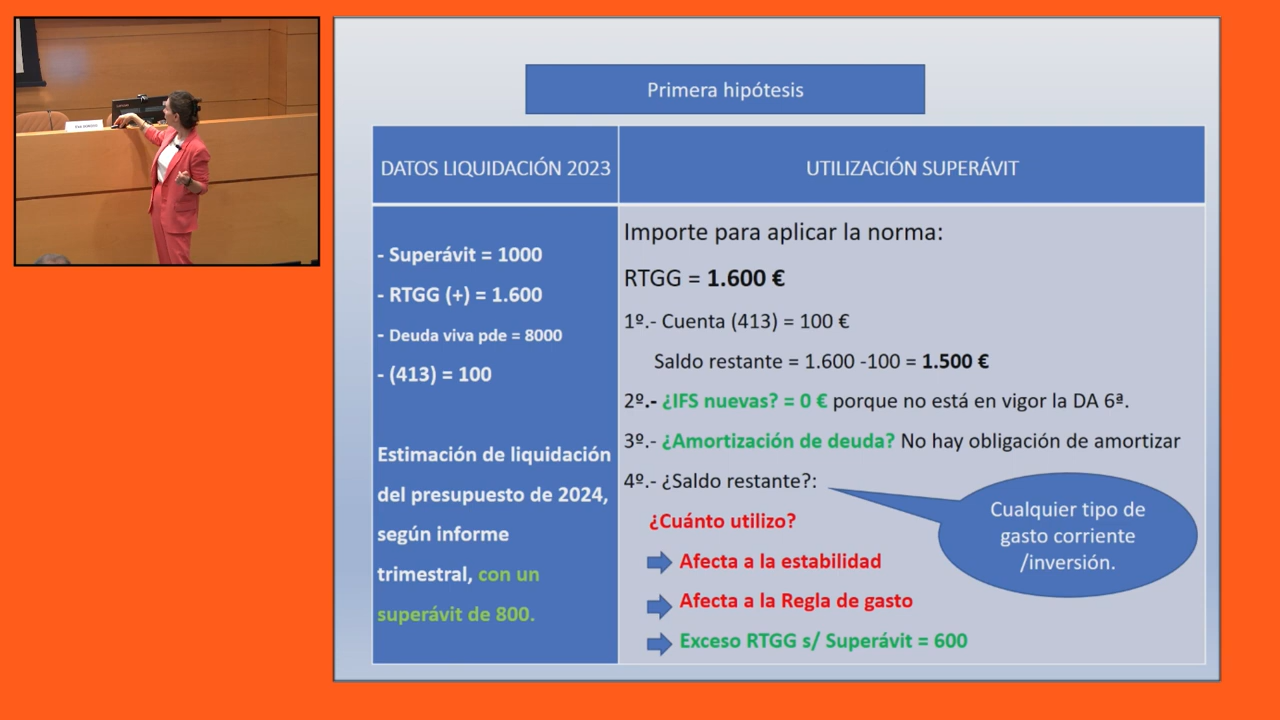 Primera hipótesis
DATOS LIQUIDACIÓN 2023
UTILIZACIÓN SUPERÁVIT
- Superávit = 1000
- RTGG (+) = 1.600
- Deuda viva pde = 8000
- (413) = 100
Estimación de liquidación
del presupuesto de 2024,
según informe
trimestral, con un
superávit de 800.
Importe para aplicar la norma:
RTGG = 1.600 €
1º.- Cuenta (413) = 100 €
Saldo restante = 1.600 -100 = 1.500 €
2º.- ¿IFS nuevas? = 0 € porque no está en vigor la DA 6ª.
3º.- ¿Amortización de deuda? No hay obligación de amortizar
4º.- ¿Saldo restante?:
¿Cuánto utilizo?
Afecta a la estabilidad
Afecta a la Regla de gasto
Exceso RTGG s/ Superávit = 600
Cualquier tipo de
gasto corriente
/inversión.